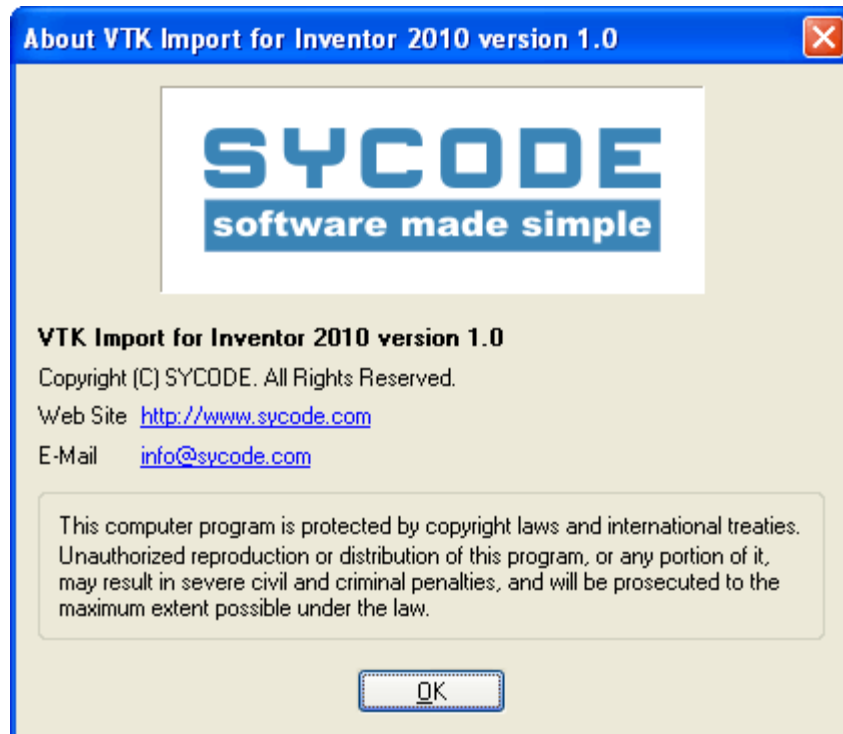 About VTK Import for Inventor 2010 version 1.0
SYCODE
software made simple
VTK Import for Inventor 2010 version 1.0
Copyright (C) SYCODE. All Rights Reserved.
Web Site http://www.sycode.com
E-Mail info@sycode.com
This computer program is protected by copyright laws and international treaties.
Unauthorized reproduction or distribution of this program, or any portion of it,
may result in severe civil and criminal penalties, and will be prosecuted to the
maximum extent possible under the law.
OK